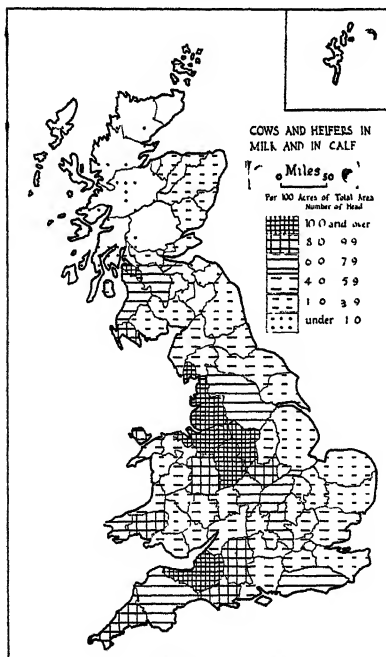 COWS AND HEIFERS IN
MILK AND IN CALF
0 Miles 50
Per 100 Acres of Total Area
Number of Head
10 0 and over
8 0 9 9
6 0 7 9
4 0 5 9
1 0 3 9
under 1 0